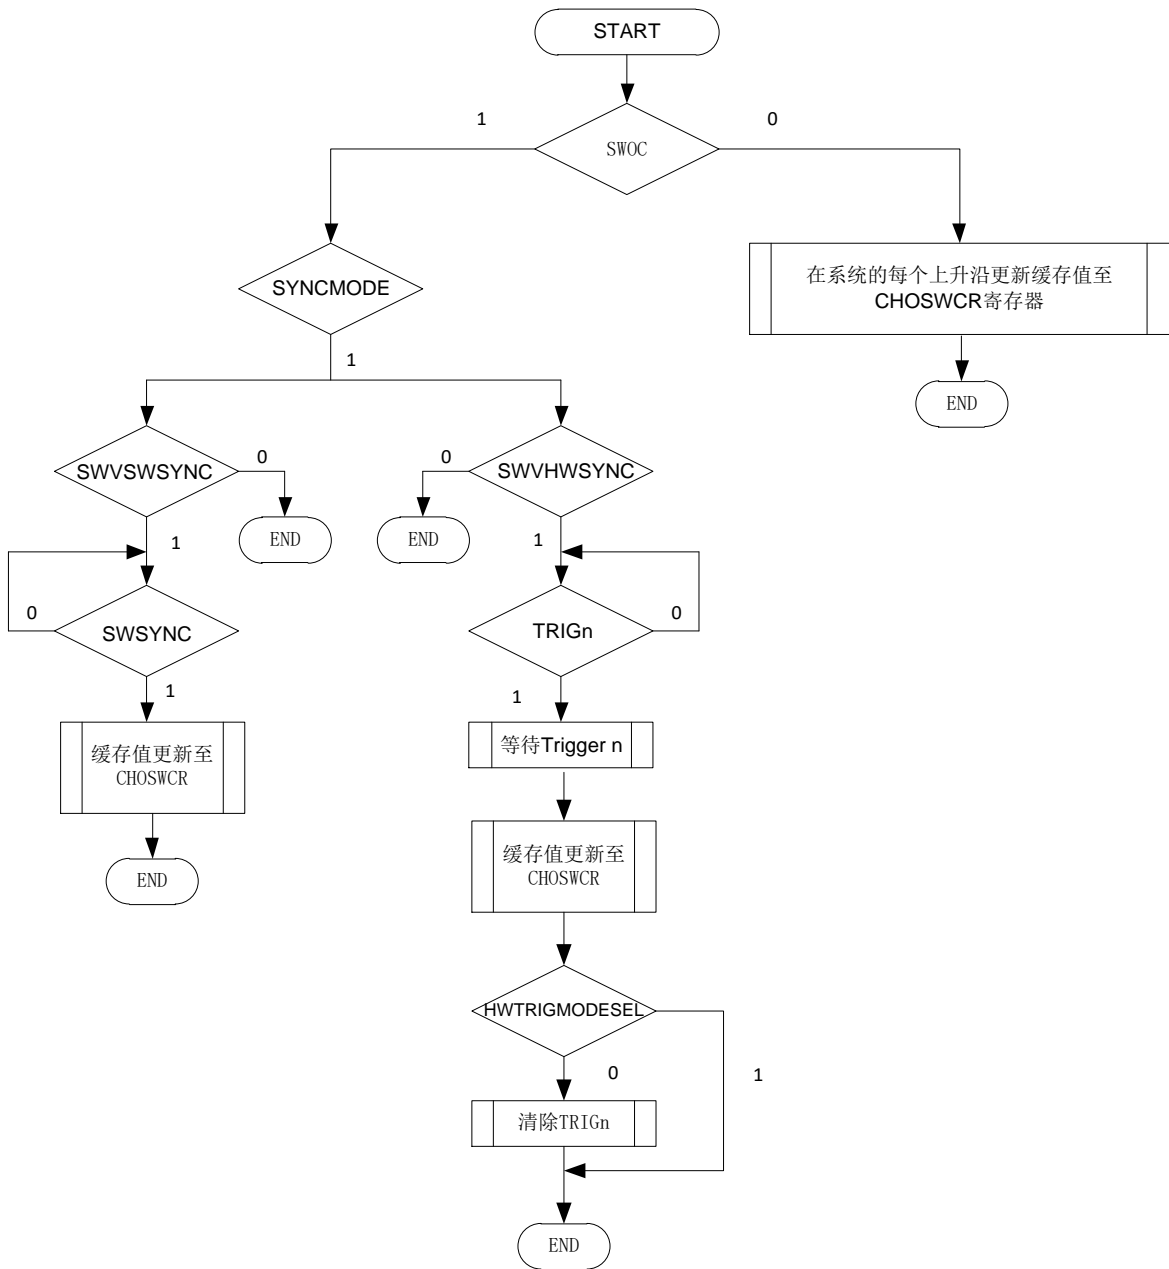 START
1
0
SWOC
SYNCMODE
在系统的每个上升沿更新缓存值至
CHOSWCR寄存器
1
END
SWVSWSYNC
0
0
SWVHWSYNC
END
END
1
1
0
SWSYNC
TRIGn
0
1
1
缓存值更新至
CHOSWCR
等待Trigger n
END
缓存值更新至
CHOSWCR
HWTRIGMODESEL
0
1
清除TRIGn
END